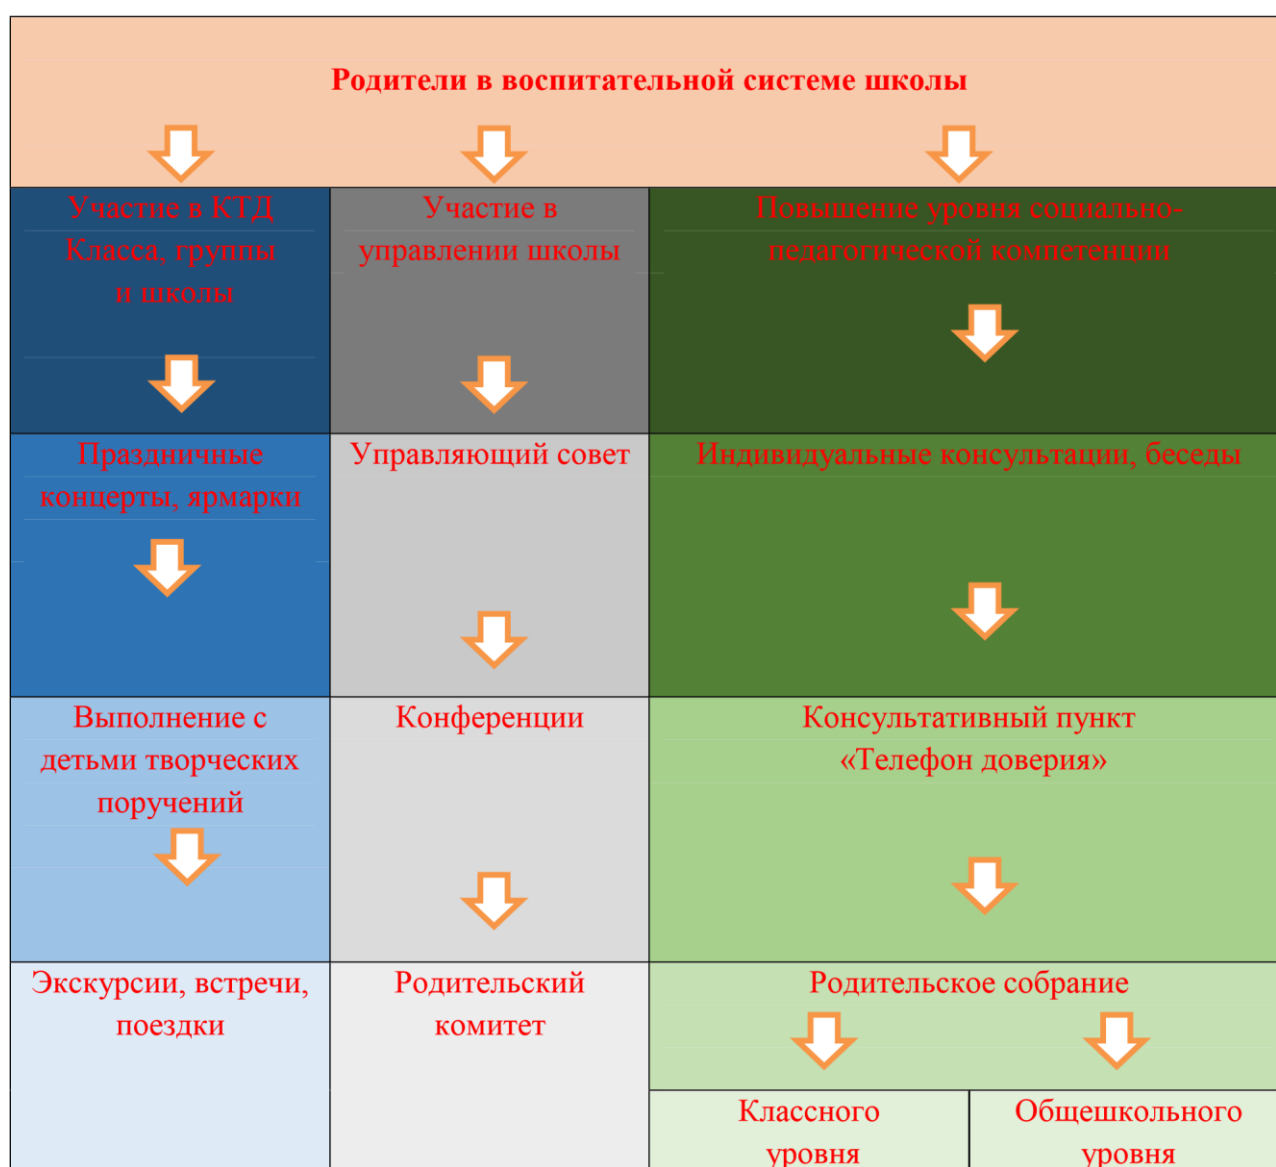 Родители в воспитательной системе школы
Участие в КТД
Класса, группы
и школы
Участие в
управлении школы
Повышение уровня социально-
педагогической компетенции
Праздничные
концерты, ярмарки
Управляющий совет
Индивидуальные консультации, беседы
Выполнение с
детьми творческих
поручений
Конференции
Консультативный пункт
«Телефон доверия»
Экскурсии, встречи,
поездки
Родительский
комитет
Родительское собрание
Классного
уровня
Общешкольного
уровня